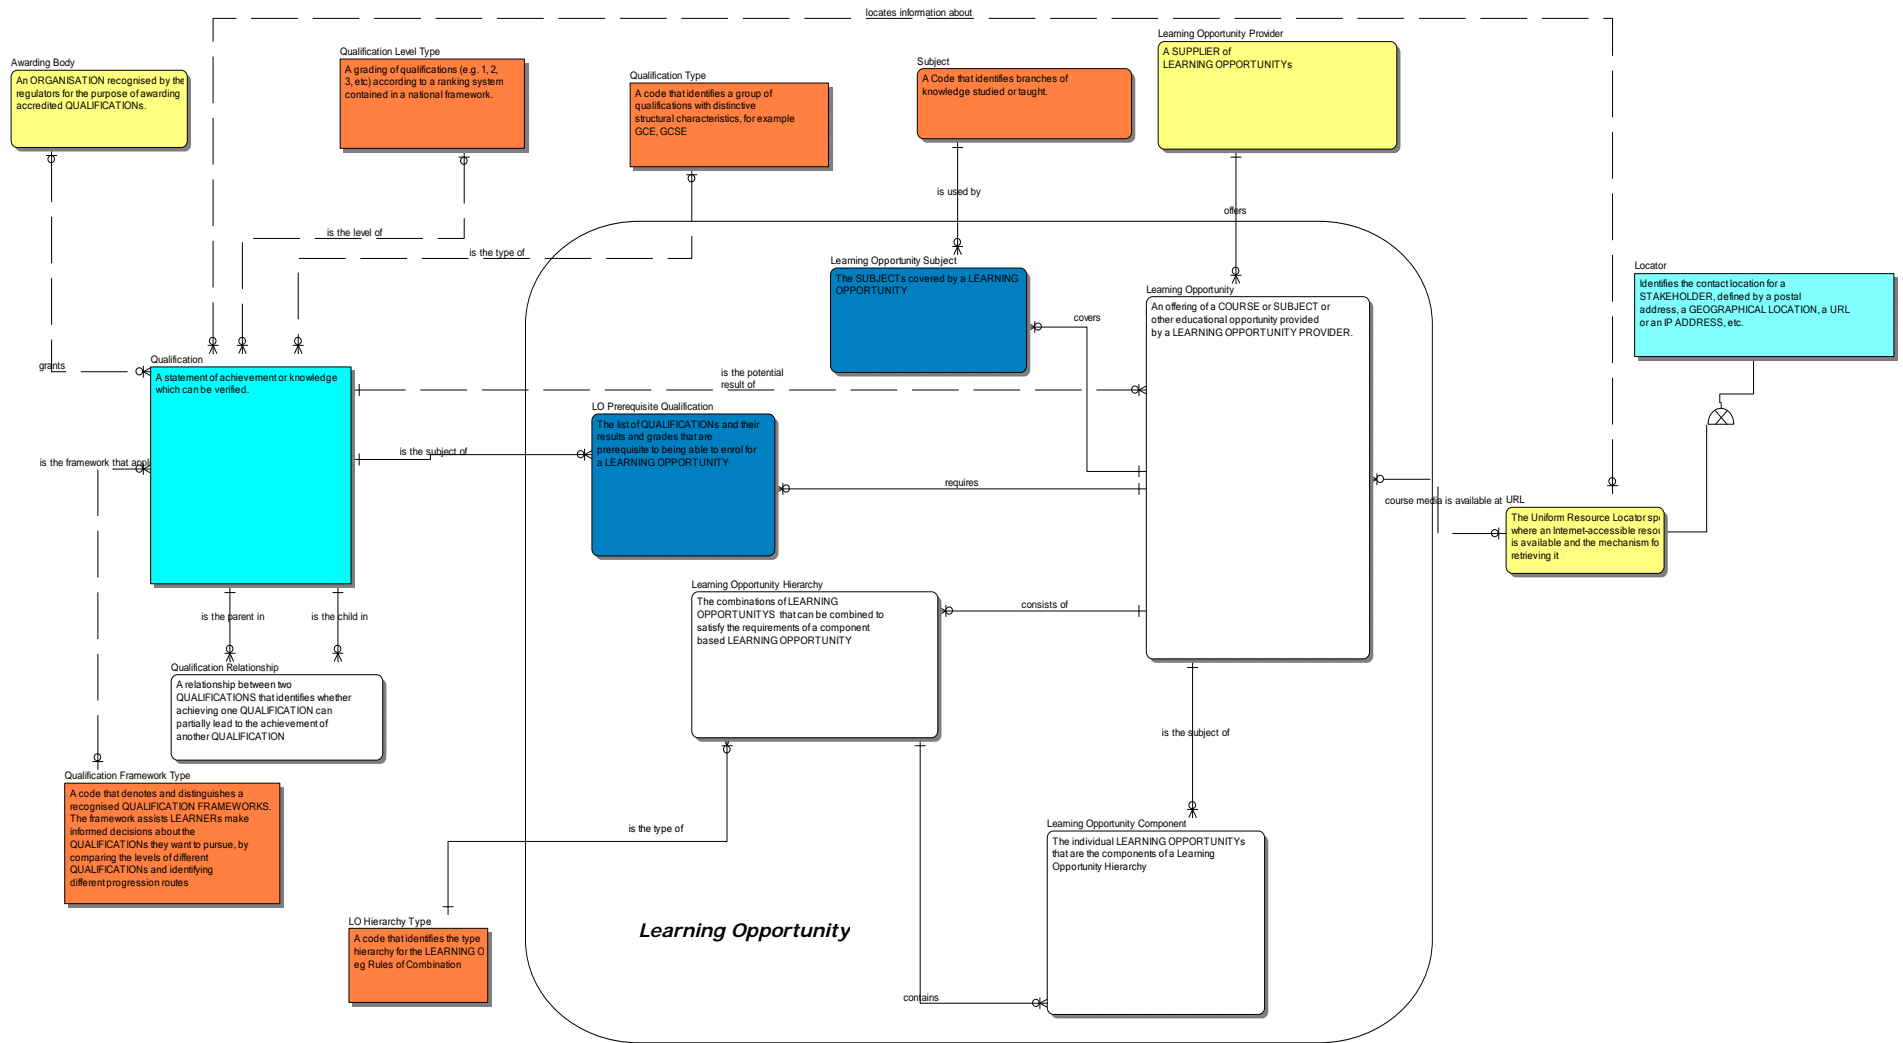 locates information about
Learning Opportunity Provider
A SUPPLIER of
LEARNING OPPORTUNITYs
Qualification Level Type
A grading of qualifications (e.g. 1, 2,
3, etc) according to a ranking system
contained in a national framework.
Awarding Body
An ORGANISATION recognised by the
regulators for the purpose of awarding
accredited QUALIFICATIONs.
Subject
A Code that identifies branches of
knowledge studied or taught.
Qualification Type
A code that identifies a group of
qualifications with distinctive
structural characteristics, for example
GCE, GCSE
is used by
offers
is the level of
is the type of
Learning Opportunity Subject
The SUBJECTs covered by a LEARNING
OPPORTUNITY
Locator
Identifies the contact location for a
STAKEHOLDER, defined by a postal
address, a GEOGRAPHICAL LOCATION, a URL
or an IP ADDRESS, etc.
Learning Opportunity
An offering of a COURSE or SUBJECT or
other educational opportunity provided
by a LEARNING OPPORTUNITY PROVIDER.
covers
grants
Qualification
A statement of achievement or knowledge
which can be verified.
is the potential
result of
LO Prerequisite Qualification
The list of QUALIFICATIONs and their
results and grades that are
prerequisite to being able to enrol for
a LEARNING OPPORTUNITY
is the subject of
is the framework that appli
requires
course media is available at
URL
The Uniform Resource Locator spe
where an Internet-accessible resou
is available and the mechanism fo
retrieving it
Learning Opportunity Hierarchy
The combinations of LEARNING
OPPORTUNITYS that can be combined to
satisfy the requirements of a component
based LEARNING OPPORTUNITY
consists of
is the parent in
is the child in
Qualification Relationship
A relationship between two
QUALIFICATIONS that identifies whether
achieving one QUALIFICATION can
partially lead to the achievement of
another QUALIFICATION
is the subject of
Qualification Framework Type
A code that denotes and distinguishes a
recognised QUALIFICATION FRAMEWORKS.
The framework assists LEARNERs make
informed decisions about the
QUALIFICATIONs they want to pursue, by
comparing the levels of different
QUALIFICATIONs and identifying
different progression routes
is the type of
Learning Opportunity Component
The individual LEARNING OPPORTUNITYs
that are the components of a Learning
Opportunity Hierarchy
LO Hierarchy Type
A code that identifies the type
hierarchy for the LEARNING O
eg Rules of Combination
Learning Opportunity
contains